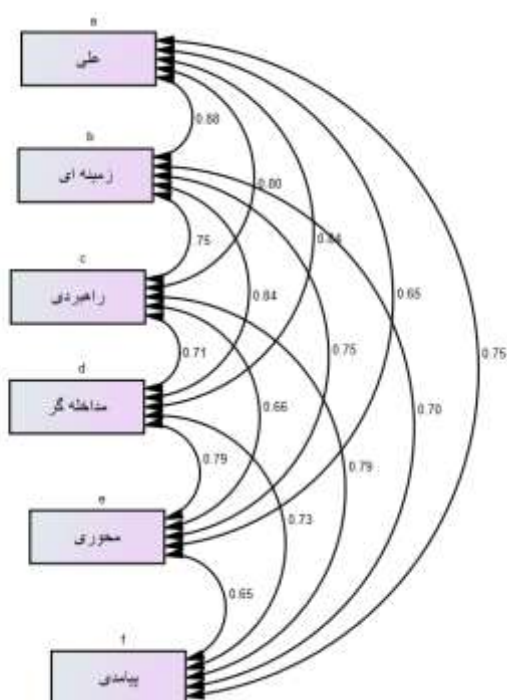 a
علی
0.88
b
زمینه ای
0.80
.75
0.84
c
راهبردی
0.84
0.65
0.71
0.75
0.75
d
مداخله گر
0.66
0.70
0.79
0.79
e
محوری
0.73
0.65
f
پیامدی